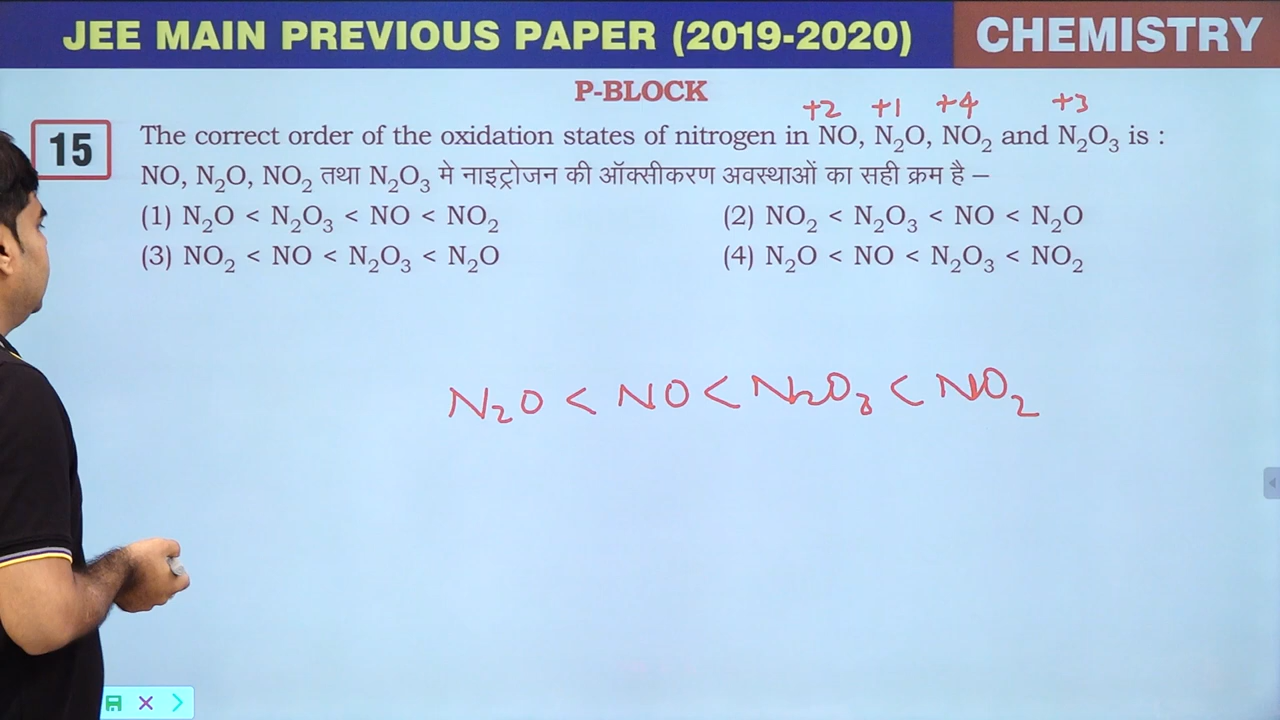 JEE MAIN PREVIOUS PAPER (2019-2020) CHEMISTRY
P-BLOCK
+2 +1 +4 +3
15 The correct order of the oxidation states of nitrogen in NO, N₂O, NO₂ and N₂O₃ is :
NO, N₂O, NO₂ तथा N₂O₃ मे नाइट्रोजन की ऑक्सीकरण अवस्थाओं का सही क्रम है –
(1) N₂O < N₂O₃ < NO < NO₂ (2) NO₂ < N₂O₃ < NO < N₂O
(3) NO₂ < NO < N₂O₃ < N₂O (4) N₂O < NO < N₂O₃ < NO₂
N₂O < NO < N₂O₃ < NO₂